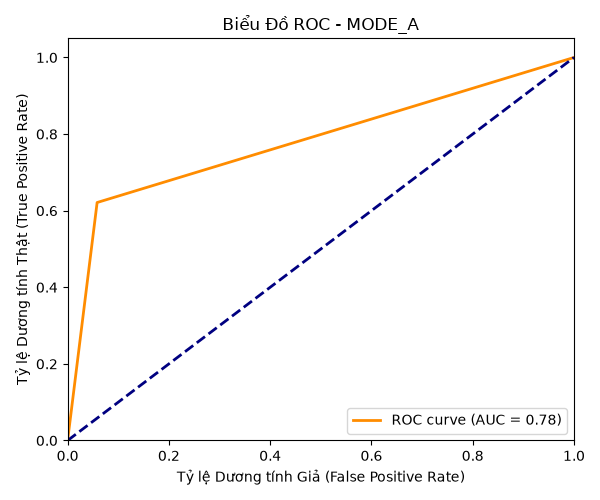 Biểu Đồ ROC - MODE_A
Tỷ lệ Dương tính Thật (True Positive Rate)
1.0
0.8
0.6
0.4
0.2
0.0
ROC curve (AUC = 0.78)
0.0 0.2 0.4 0.6 0.8 1.0
Tỷ lệ Dương tính Giả (False Positive Rate)